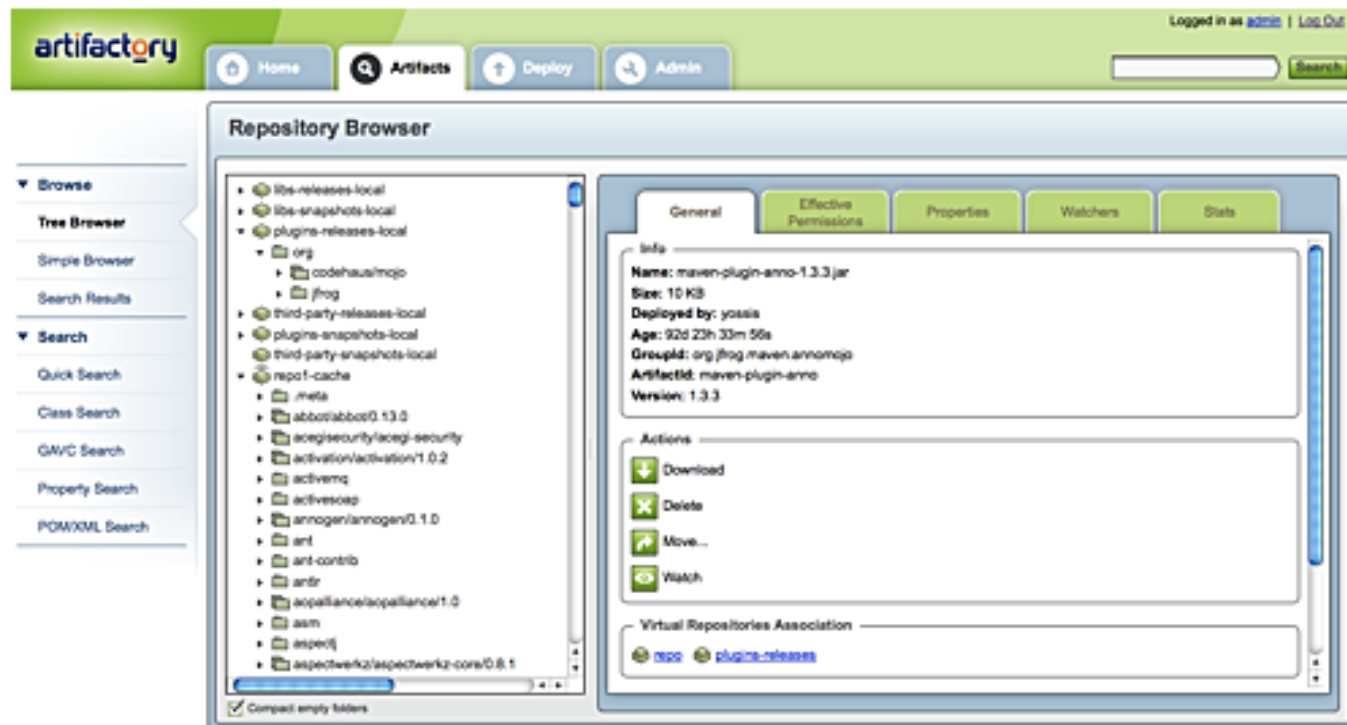 Logged in as admin | Log Out
artifactory
Home
Artifacts
Deploy
Admin
Search
Repository Browser
Browse
Tree Browser
Simple Browser
Search Results
Search
Quick Search
Class Search
GAVC Search
Property Search
POM/XML Search
libs-releases-local
libs-snapshots-local
plugins-releases-local
org
codehaus/mojo
jfrog
third-party-releases-local
plugins-snapshots-local
third-party-snapshots-local
repo1-cache
.meta
abbot/abbot/0.13.0
acegisecurity/acegi-security
activation/activation/1.0.2
activemq
activesoap
annogen/annogen/0.1.0
ant
ant-contrib
antlr
aopalliance/aopalliance/1.0
asm
aspectj
aspectwerkz/aspectwerkz-core/0.8.1
Compact empty folders
General
Effective
Permissions
Properties
Watchers
Stats
Info
Name: maven-plugin-anno-1.3.3.jar
Size: 10 KB
Deployed by: yossis
Age: 92d 23h 33m 56s
GroupId: org.jfrog.maven.annomojo
ArtifactId: maven-plugin-anno
Version: 1.3.3
Actions
Download
Delete
Move...
Watch
Virtual Repositories Association
repo plugins-releases